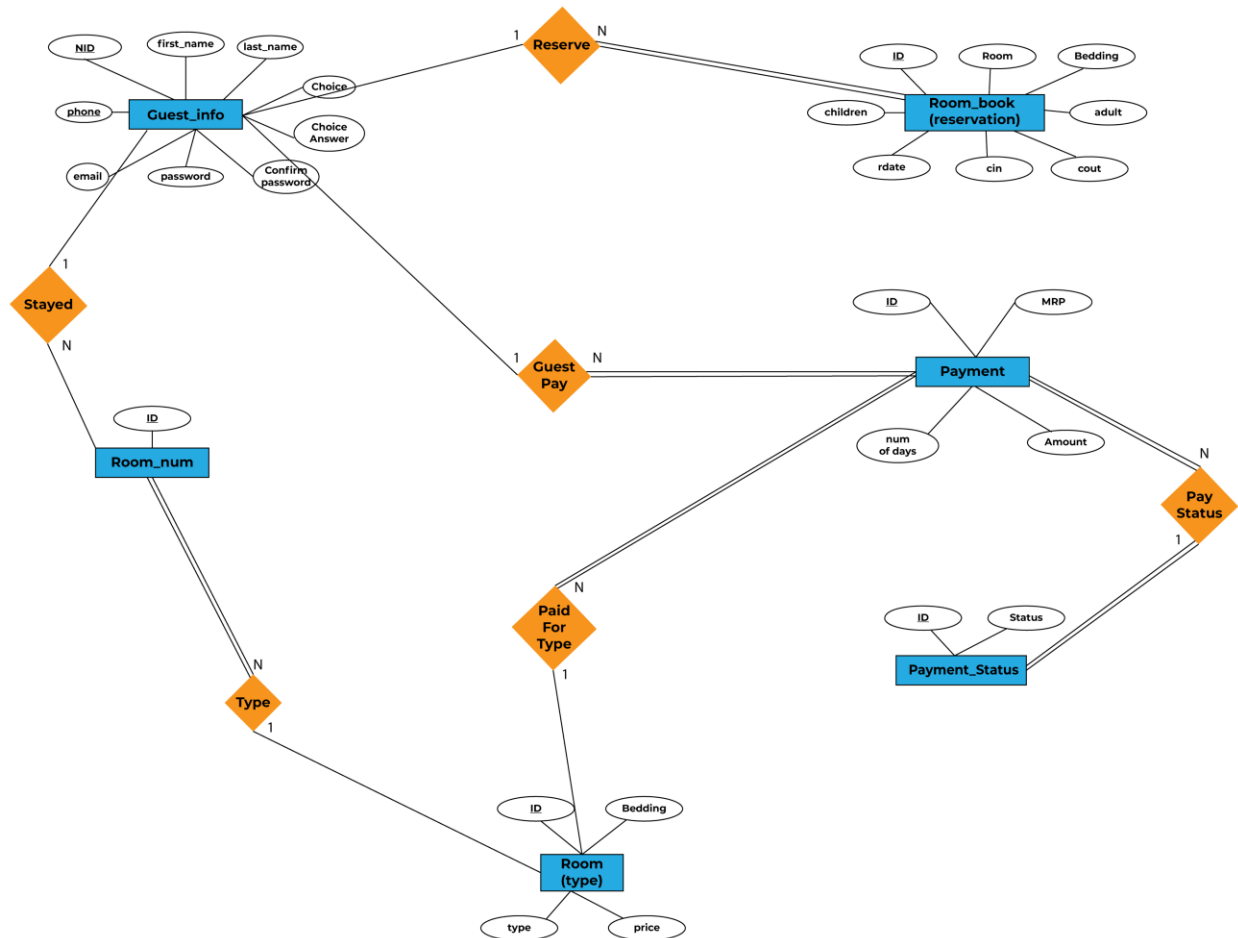 1
Reserve
N
NID
first_name
last_name
phone
Guest_info
Choice
Choice
Answer
email
password
Confirm
password
ID
Room
Bedding
children
Room_book
(reservation)
adult
rdate
cin
cout
1
Stayed
N
ID
Room_num
1
Guest
Pay
N
ID
MRP
Payment
num
of days
Amount
N
Pay
Status
1
ID
Status
Payment_Status
N
Paid
For
Type
1
N
Type
1
ID
Bedding
Room
(type)
type
price